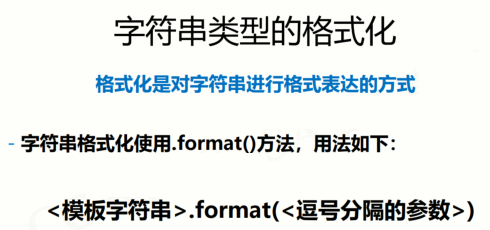 字符串类型的格式化
格式化是对字符串进行格式表达的方式
- 字符串格式化使用.format()方法，用法如下：
<模板字符串>.format(<逗号分隔的参数>)